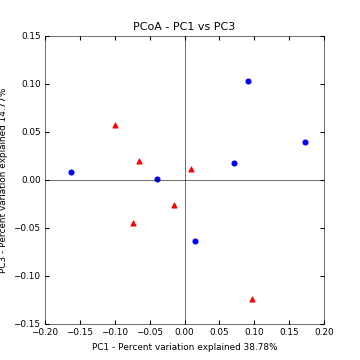 PCoA - PC1 vs PC3
0.15
0.10
0.05
0.00
−0.05
−0.10
−0.15
PC3 - Percent variation explained 14.77%
−0.20 −0.15 −0.10 −0.05 0.00 0.05 0.10 0.15 0.20
PC1 - Percent variation explained 38.78%